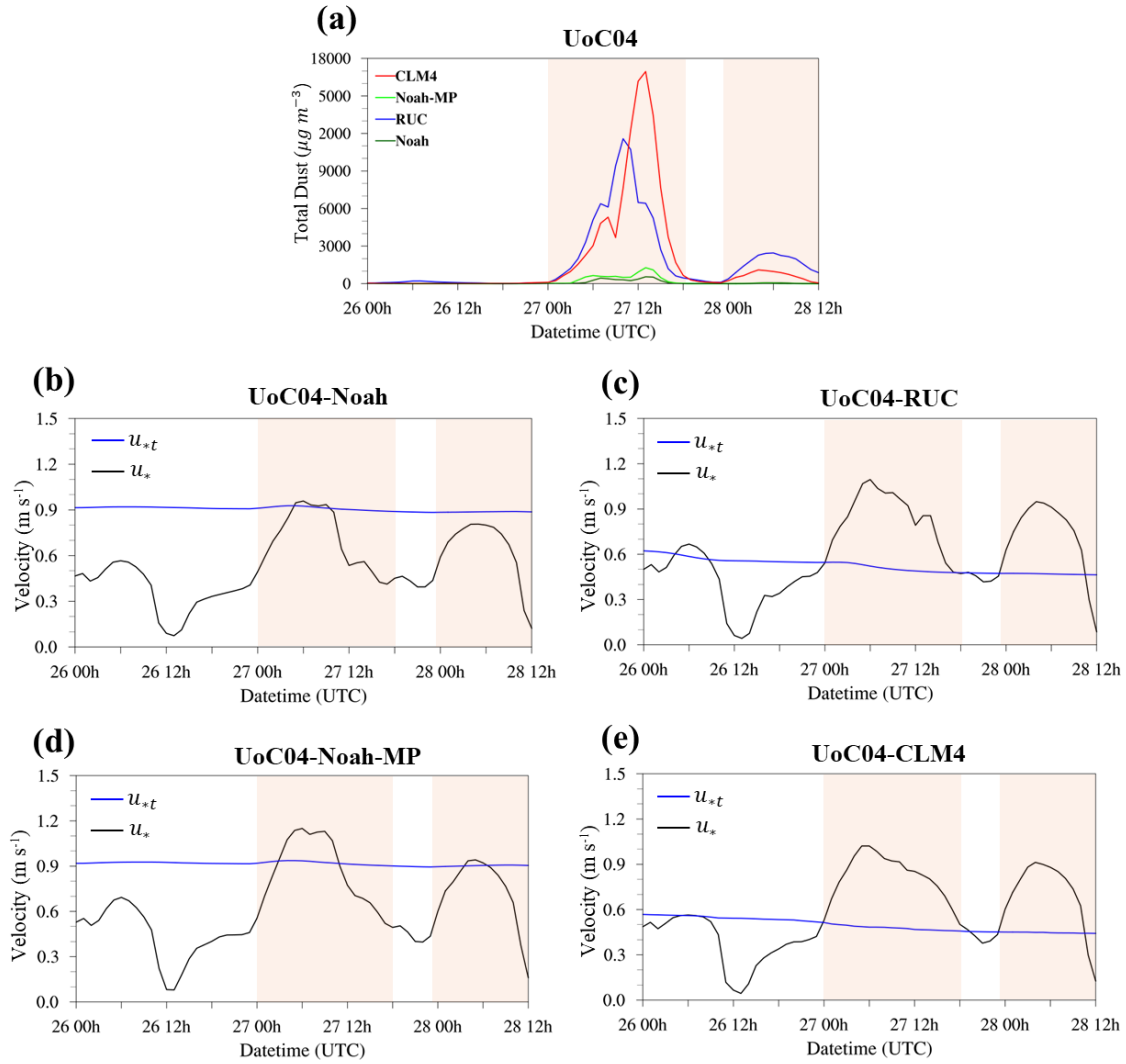 (a)
UoC04
Total Dust (μg m⁻³)
18000
5000
2000
9000
6000
3000
0
CLM4
Noah-MP
RUC
Noah
26 00h 26 12h 27 00h 27 12h 28 00h 28 12h
Datetime (UTC)
(b)
UoC04-Noah
Velocity (m s⁻¹)
1.5
1.2
0.9
0.6
0.3
0.0
u*t
u*
26 00h 26 12h 27 00h 27 12h 28 00h 28 12h
Datetime (UTC)
(c)
UoC04-RUC
Velocity (m s⁻¹)
1.5
1.2
0.9
0.6
0.3
0.0
u*t
u*
26 00h 26 12h 27 00h 27 12h 28 00h 28 12h
Datetime (UTC)
(d)
UoC04-Noah-MP
Velocity (m s⁻¹)
1.5
1.2
0.9
0.6
0.3
0.0
u*t
u*
26 00h 26 12h 27 00h 27 12h 28 00h 28 12h
Datetime (UTC)
(e)
UoC04-CLM4
Velocity (m s⁻¹)
1.5
1.2
0.9
0.6
0.3
0.0
u*t
u*
26 00h 26 12h 27 00h 27 12h 28 00h 28 12h
Datetime (UTC)